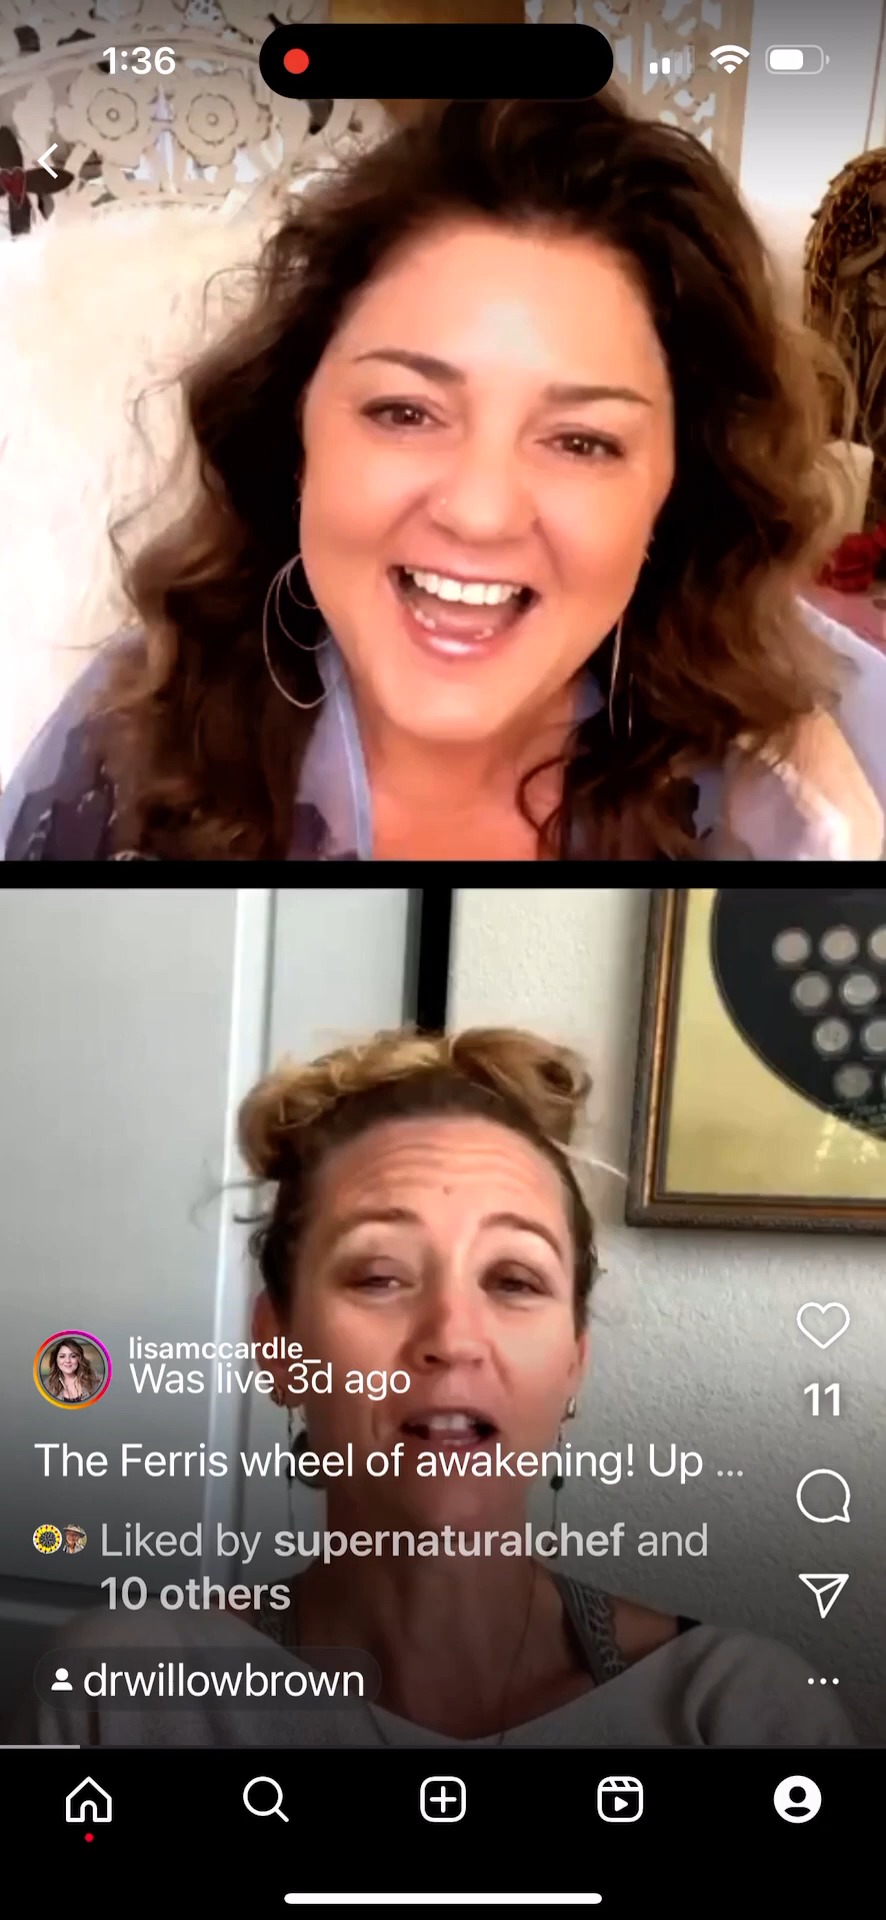 1:36
lisamccardle_
Was live 3d ago
The Ferris wheel of awakening! Up ...
Liked by supernaturalchef and
10 others
drwillowbrown
11